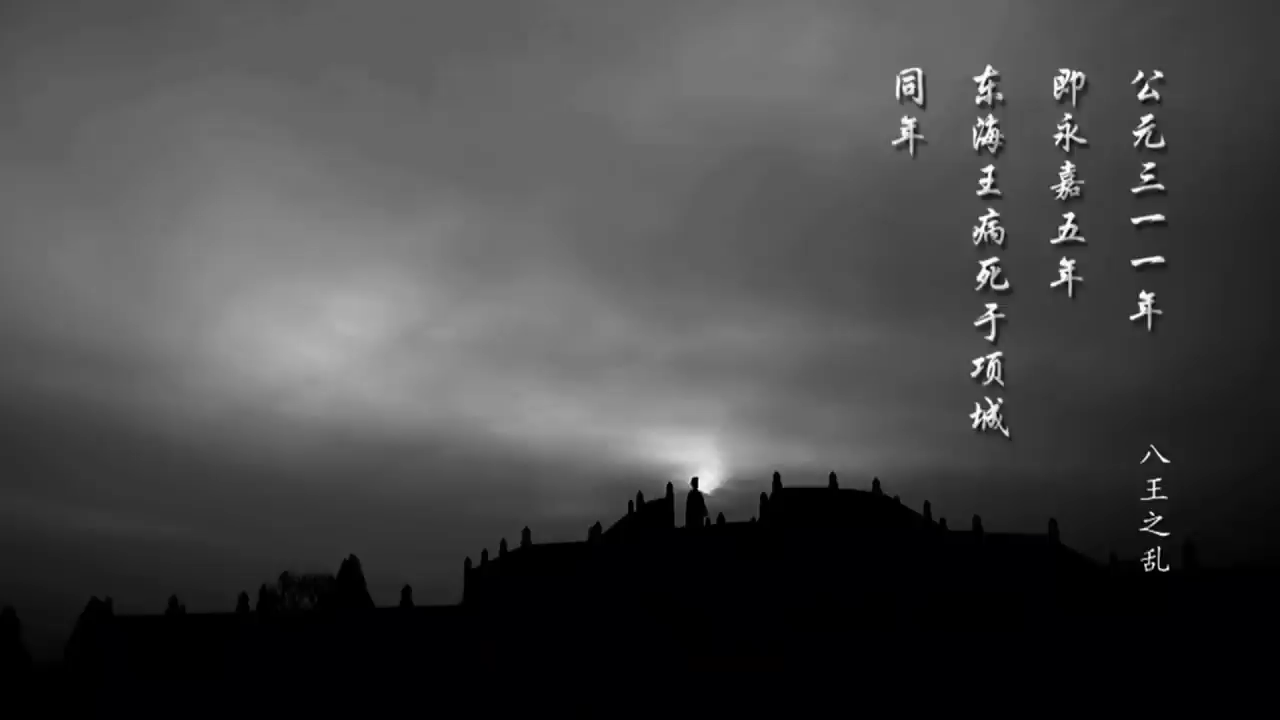 公元三一一年
即永嘉五年
东海王病死于项城
同年
八王之乱